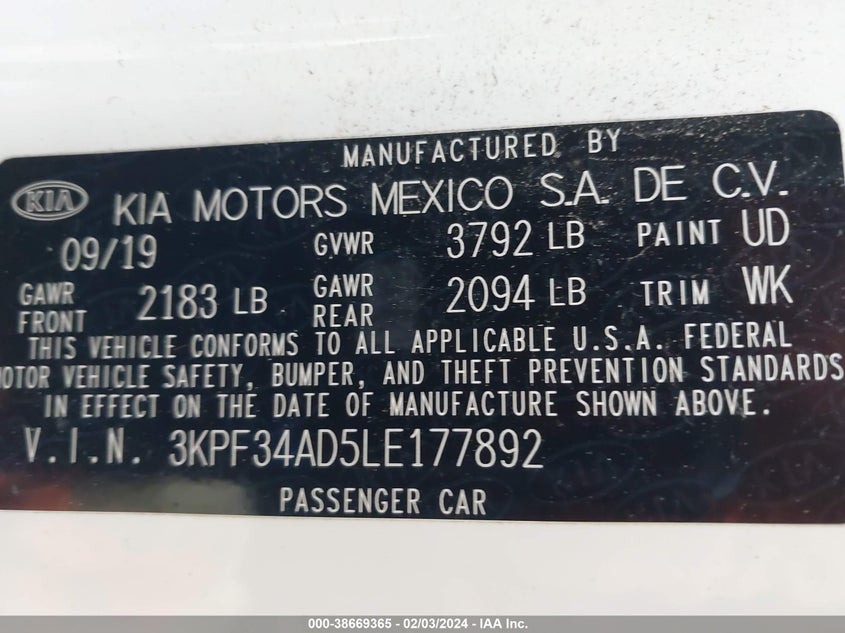 MANUFACTURED BY
KIA KIA MOTORS MEXICO S.A. DE C.V.
09/19 GVWR 3792 LB PAINT UD
GAWR FRONT 2183 LB GAWR REAR 2094 LB TRIM WK
THIS VEHICLE CONFORMS TO ALL APPLICABLE U.S.A. FEDERAL
MOTOR VEHICLE SAFETY, BUMPER, AND THEFT PREVENTION STANDARDS
IN EFFECT ON THE DATE OF MANUFACTURE SHOWN ABOVE.
V.I.N. 3KPF34AD5LE177892
PASSENGER CAR
000-38669365 - 02/03/2024 - IAA Inc.